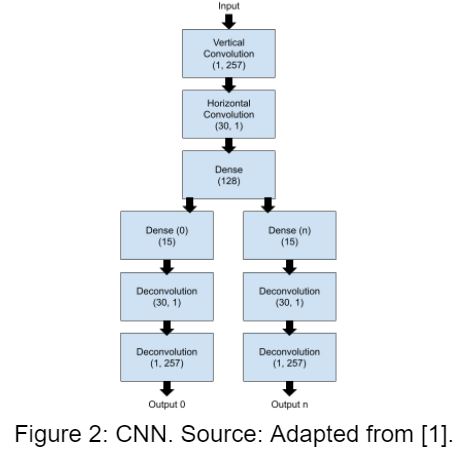 Input
Vertical
Convolution
(1, 257)
Horizontal
Convolution
(30, 1)
Dense
(128)
Dense (0)
(15)
Dense (n)
(15)
Deconvolution
(30, 1)
Deconvolution
(30, 1)
Deconvolution
(1, 257)
Deconvolution
(1, 257)
Output 0
Output n
Figure 2: CNN. Source: Adapted from [1].